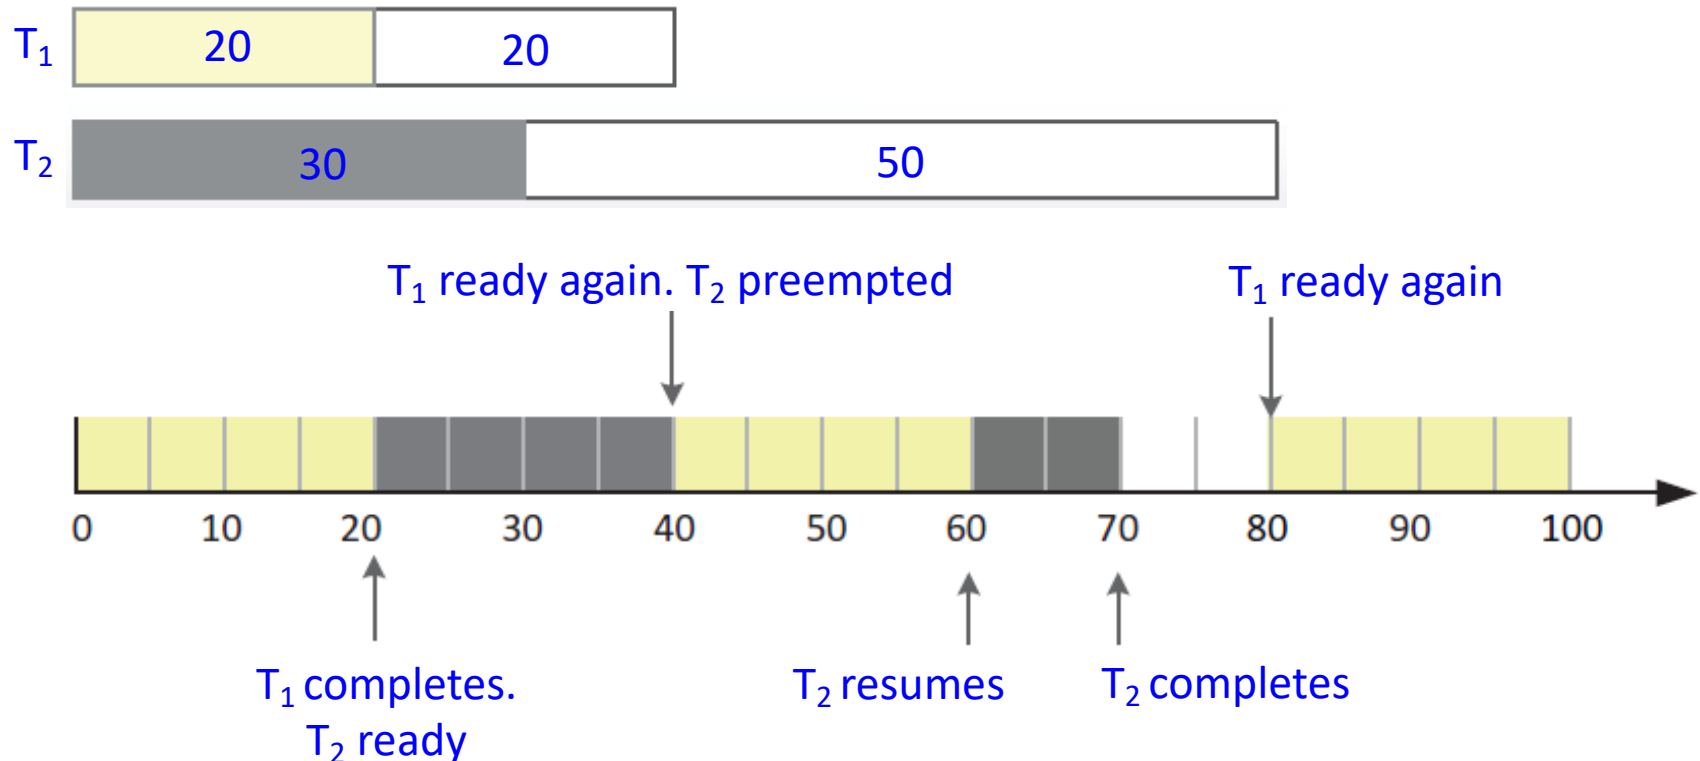 T₁ 20 20
T₂ 30 50
T₁ ready again. T₂ preempted
T₁ ready again
0 10 20 30 40 50 60 70 80 90 100
T₁ completes.
T₂ ready
T₂ resumes
T₂ completes